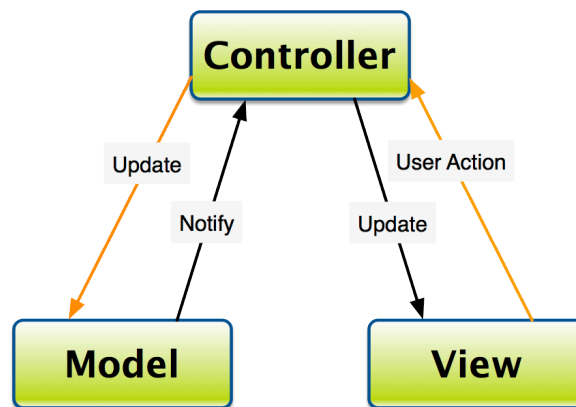 Controller
Update
User Action
Notify
Update
Model
View